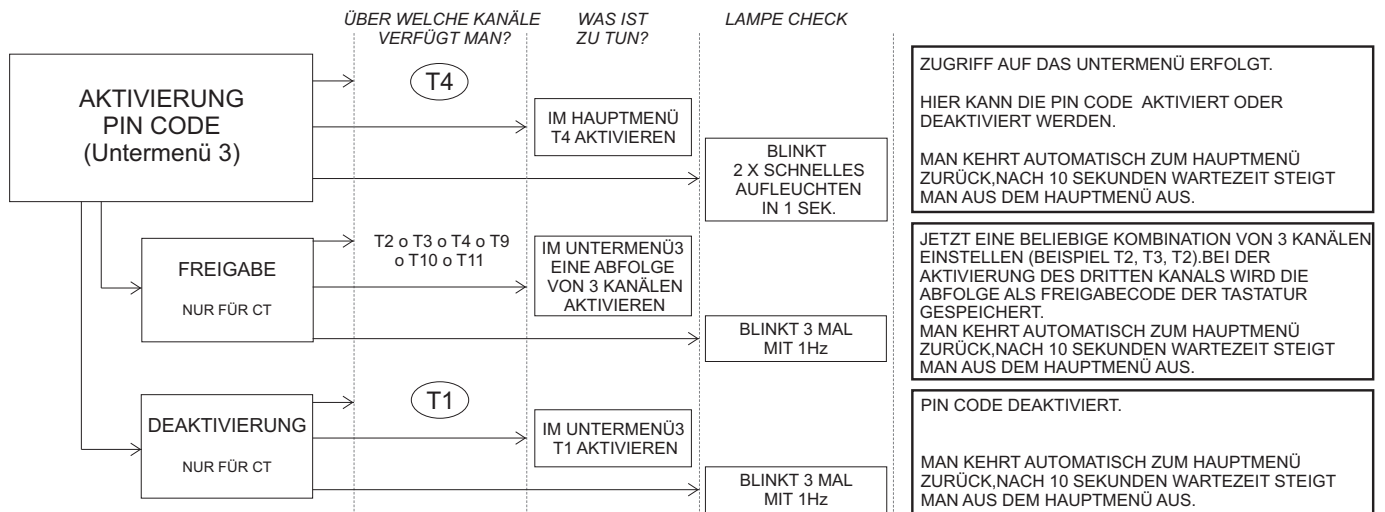 ÜBER WELCHE KANÄLE
VERFÜGT MAN?
WAS IST
ZU TUN?
LAMPE CHECK
AKTIVIERUNG
PIN CODE
(Untermenü 3)
T4
IM HAUPTMENÜ
T4 AKTIVIEREN
BLINKT
2 X SCHNELLES
AUFLEUCHTEN
IN 1 SEK.
ZUGRIFF AUF DAS UNTERMENÜ ERFOLGT.
HIER KANN DIE PIN CODE AKTIVIERT ODER
DEAKTIVIERT WERDEN.
MAN KEHRT AUTOMATISCH ZUM HAUPTMENÜ
ZURÜCK,NACH 10 SEKUNDEN WARTEZEIT STEIGT
MAN AUS DEM HAUPTMENÜ AUS.
FREIGABE
NUR FÜR CT
T2 o T3 o T4 o T9
o T10 o T11
IM UNTERMENÜ3
EINE ABFOLGE
VON 3 KANÄLEN
AKTIVIEREN
BLINKT 3 MAL
MIT 1Hz
JETZT EINE BELIEBIGE KOMBINATION VON 3 KANÄLEN
EINSTELLEN (BEISPIEL T2, T3, T2).BEI DER
AKTIVIERUNG DES DRITTEN KANALS WIRD DIE
ABFOLGE ALS FREIGABECODE DER TASTATUR
GESPEICHERT.
MAN KEHRT AUTOMATISCH ZUM HAUPTMENÜ
ZURÜCK,NACH 10 SEKUNDEN WARTEZEIT STEIGT
MAN AUS DEM HAUPTMENÜ AUS.
DEAKTIVIERUNG
NUR FÜR CT
T1
IM UNTERMENÜ3
T1 AKTIVIEREN
BLINKT 3 MAL
MIT 1Hz
PIN CODE DEAKTIVIERT.
MAN KEHRT AUTOMATISCH ZUM HAUPTMENÜ
ZURÜCK,NACH 10 SEKUNDEN WARTEZEIT STEIGT
MAN AUS DEM HAUPTMENÜ AUS.